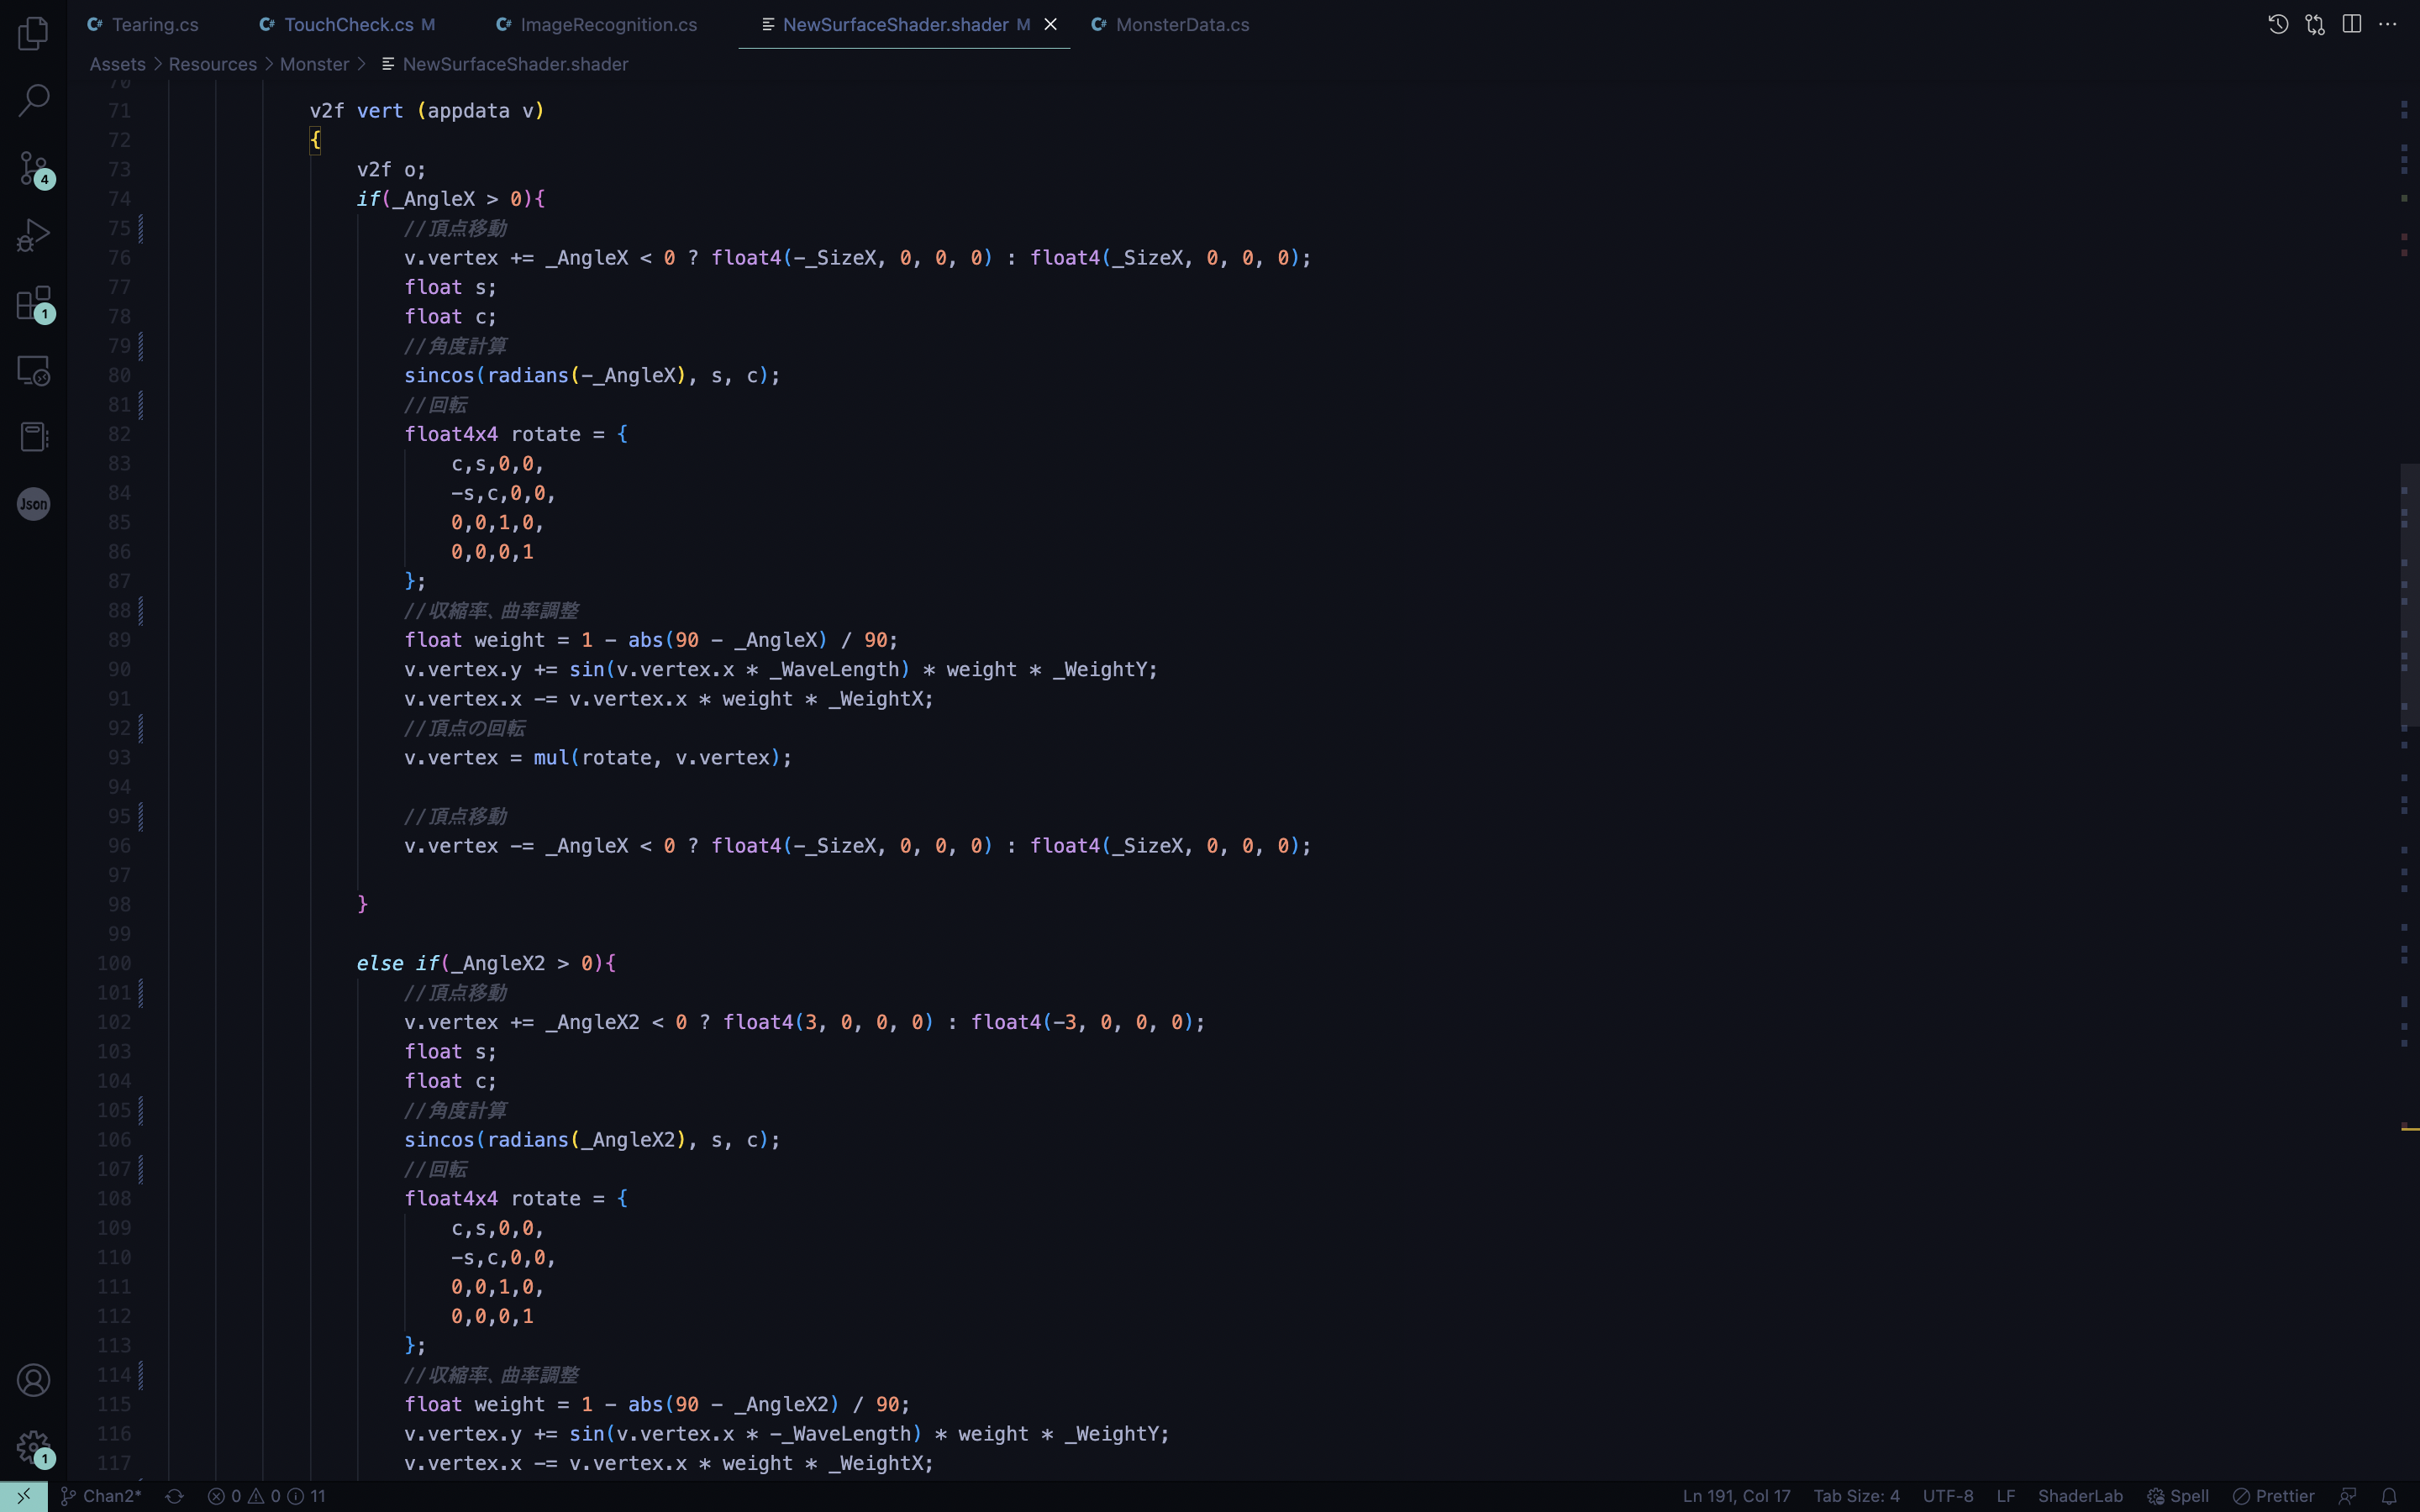 Tearing.cs TouchCheck.cs M ImageRecognition.cs NewSurfaceShader.shader M MonsterData.cs
Assets > Resources > Monster > NewSurfaceShader.shader
70
71 v2f vert (appdata v)
72 {
73 v2f o;
74 if(_AngleX > 0){
75 //頂点移動
76 v.vertex += _AngleX < 0 ? float4(-_SizeX, 0, 0, 0) : float4(_SizeX, 0, 0, 0);
77 float s;
78 float c;
79 //角度計算
80 sincos(radians(-_AngleX), s, c);
81 //回転
82 float4x4 rotate = {
83 c,s,0,0,
84 -s,c,0,0,
85 0,0,1,0,
86 0,0,0,1
87 };
88 //収縮率、曲率調整
89 float weight = 1 - abs(90 - _AngleX) / 90;
90 v.vertex.y += sin(v.vertex.x * _WaveLength) * weight * _WeightY;
91 v.vertex.x -= v.vertex.x * weight * _WeightX;
92 //頂点の回転
93 v.vertex = mul(rotate, v.vertex);
94
95 //頂点移動
96 v.vertex -= _AngleX < 0 ? float4(-_SizeX, 0, 0, 0) : float4(_SizeX, 0, 0, 0);
97
98 }
99
100 else if(_AngleX2 > 0){
101 //頂点移動
102 v.vertex += _AngleX2 < 0 ? float4(3, 0, 0, 0) : float4(-3, 0, 0, 0);
103 float s;
104 float c;
105 //角度計算
106 sincos(radians(_AngleX2), s, c);
107 //回転
108 float4x4 rotate = {
109 c,s,0,0,
110 -s,c,0,0,
111 0,0,1,0,
112 0,0,0,1
113 };
114 //収縮率、曲率調整
115 float weight = 1 - abs(90 - _AngleX2) / 90;
116 v.vertex.y += sin(v.vertex.x * -_WaveLength) * weight * _WeightY;
117 v.vertex.x -= v.vertex.x * weight * _WeightX;
4
1
Json
1
Chan2* 0 0 11 Ln 191, Col 17 Tab Size: 4 UTF-8 LF ShaderLab Spell Prettier